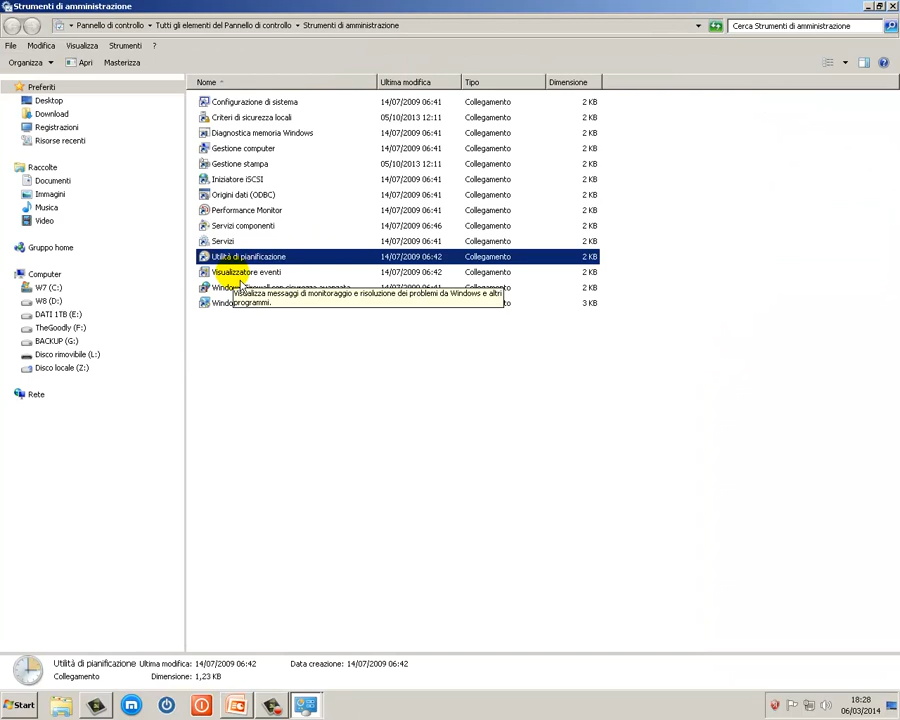 Strumenti di amministrazione
Pannello di controllo Tutti gli elementi del Pannello di controllo Strumenti di amministrazione
Cerca Strumenti di amministrazione
File Modifica Visualizza Strumenti ?
Organizza Apri Masterizza
Nome Ultima modifica Tipo Dimensione
Preferiti
Desktop
Download
Registrazioni
Risorse recenti
Raccolte
Documenti
Immagini
Musica
Video
Gruppo home
Computer
W7 (C:)
W8 (D:)
DATI 1TB (E:)
TheGoodly (F:)
BACKUP (G:)
Disco rimovibile (L:)
Disco locale (Z:)
Rete
Configurazione di sistema 14/07/2009 06:41 Collegamento 2 KB
Criteri di sicurezza locali 05/10/2013 12:11 Collegamento 2 KB
Diagnostica memoria Windows 14/07/2009 06:41 Collegamento 2 KB
Gestione computer 14/07/2009 06:41 Collegamento 2 KB
Gestione stampa 05/10/2013 12:11 Collegamento 2 KB
Iniziatore iSCSI 14/07/2009 06:41 Collegamento 2 KB
Origini dati (ODBC) 14/07/2009 06:41 Collegamento 2 KB
Performance Monitor 14/07/2009 06:41 Collegamento 2 KB
Servizi componenti 14/07/2009 06:46 Collegamento 2 KB
Servizi 14/07/2009 06:41 Collegamento 2 KB
Utilità di pianificazione 14/07/2009 06:42 Collegamento 2 KB
Visualizzatore eventi 14/07/2009 06:42 Collegamento 2 KB
2 KB
3 KB
Visualizza messaggi di monitoraggio e risoluzione dei problemi da Windows e altri
programmi.
Utilità di pianificazione Ultima modifica: 14/07/2009 06:42 Data creazione: 14/07/2009 06:42
Collegamento Dimensione: 1,23 KB
Start
18:28
06/03/2014